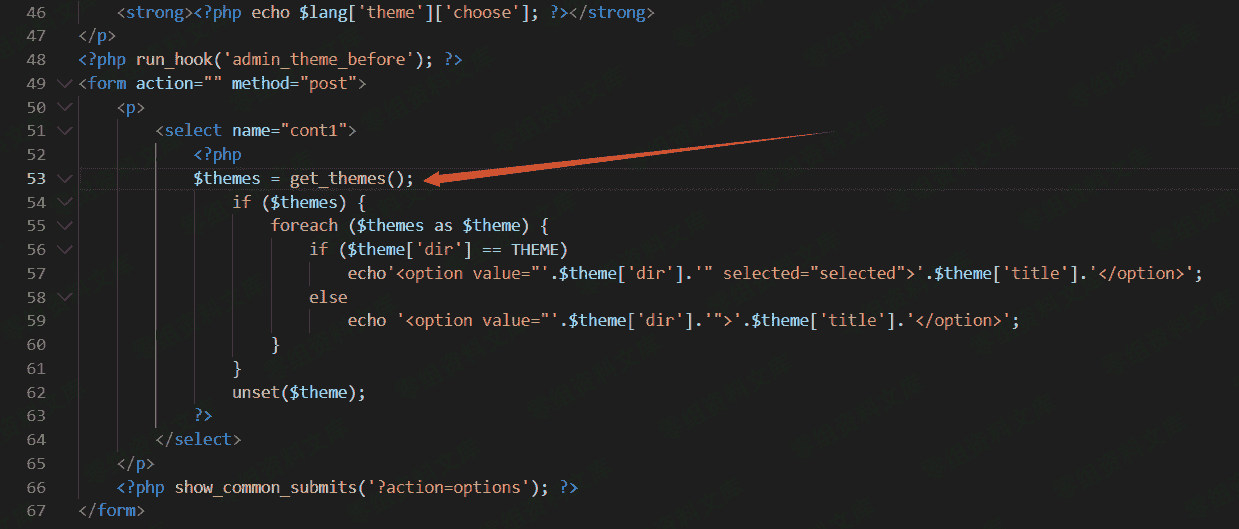 46 <strong><?php echo $lang['theme']['choose']; ?></strong>
47 </p>
48 <?php run_hook('admin_theme_before'); ?>
49 <form action="" method="post">
50 <p>
51 <select name="cont1">
52 <?php
53 $themes = get_themes();
54 if ($themes) {
55 foreach ($themes as $theme) {
56 if ($theme['dir'] == THEME)
57 echo'<option value="'.$theme['dir'].'" selected="selected">'.$theme['title'].'</option>';
58 else
59 echo '<option value="'.$theme['dir'].'">'.$theme['title'].'</option>';
60 }
61 }
62 unset($theme);
63 ?>
64 </select>
65 </p>
66 <?php show_common_submits('?action=options'); ?>
67 </form>